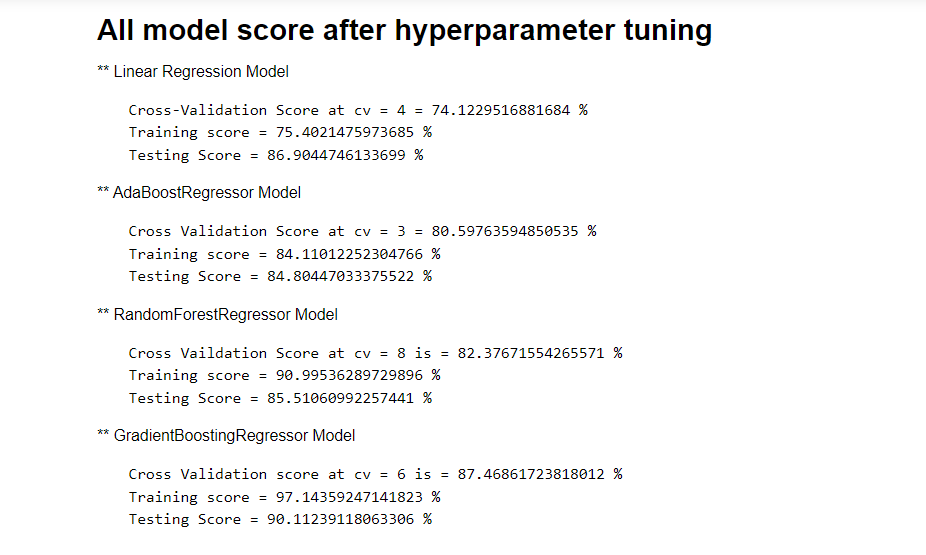 All model score after hyperparameter tuning
** Linear Regression Model
Cross-Validation Score at cv = 4 = 74.1229516881684 %
Training score = 75.4021475973685 %
Testing Score = 86.9044746133699 %
** AdaBoostRegressor Model
Cross Validation Score at cv = 3 = 80.59763594850535 %
Training score = 84.11012252304766 %
Testing Score = 84.80447033375522 %
** RandomForestRegressor Model
Cross Vaildation Score at cv = 8 is = 82.37671554265571 %
Training score = 90.99536289729896 %
Testing Score = 85.51060992257441 %
** GradientBoostingRegressor Model
Cross Validation score at cv = 6 is = 87.46861723818012 %
Training score = 97.14359247141823 %
Testing Score = 90.11239118063306 %